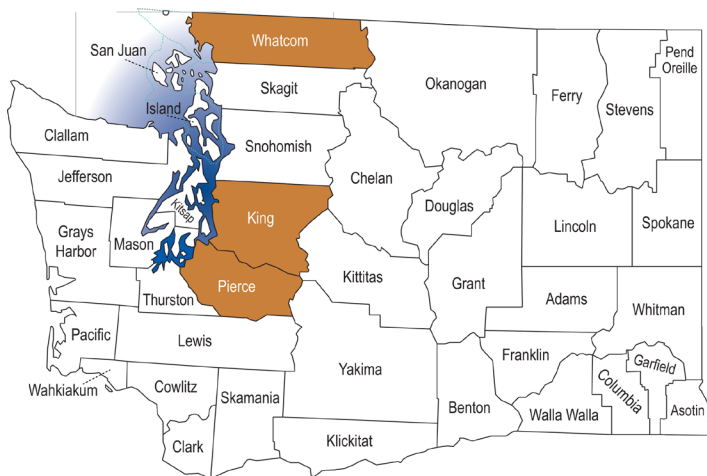 Whatcom
San Juan
Skagit
Island
Okanogan
Ferry
Stevens
Pend
Oreille
Clallam
Snohomish
Jefferson
Chelan
Kitsap
King
Douglas
Lincoln
Spokane
Grays
Harbor
Mason
Kittitas
Grant
Pierce
Adams
Thurston
Whitman
Pacific
Lewis
Wahkiakum
Cowlitz
Skamania
Yakima
Franklin
Garfield
Columbia
Benton
Walla Walla
Asotin
Clark
Klickitat